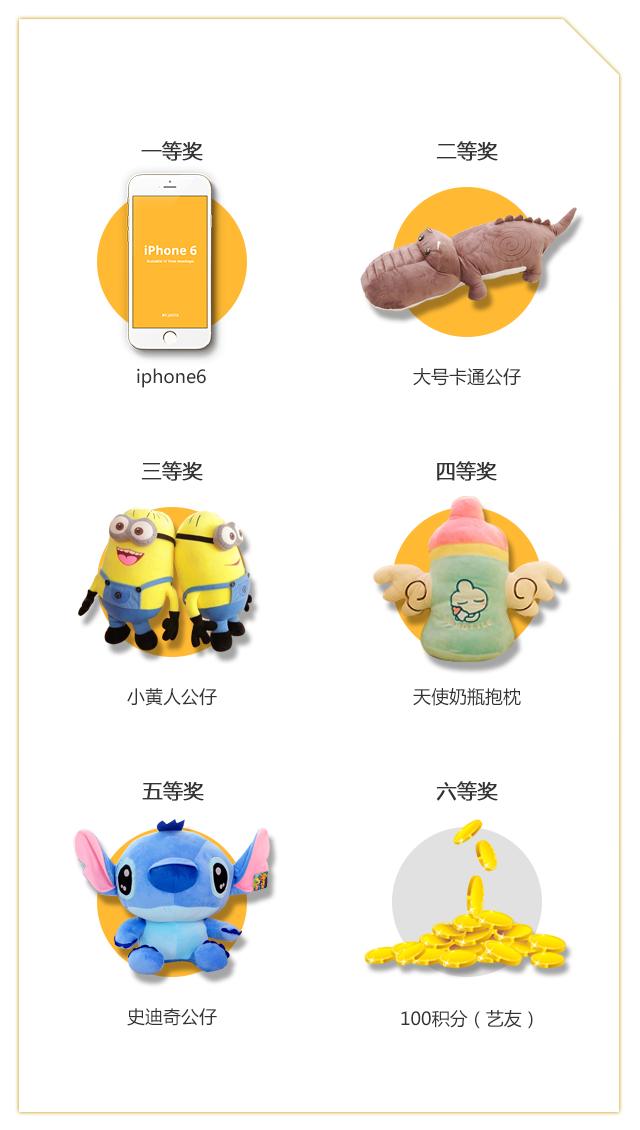 一等奖
二等奖
iPhone 6
iphone6
大号卡通公仔
三等奖
四等奖
小黄人公仔
天使奶瓶抱枕
五等奖
六等奖
史迪奇公仔
100积分（艺友）